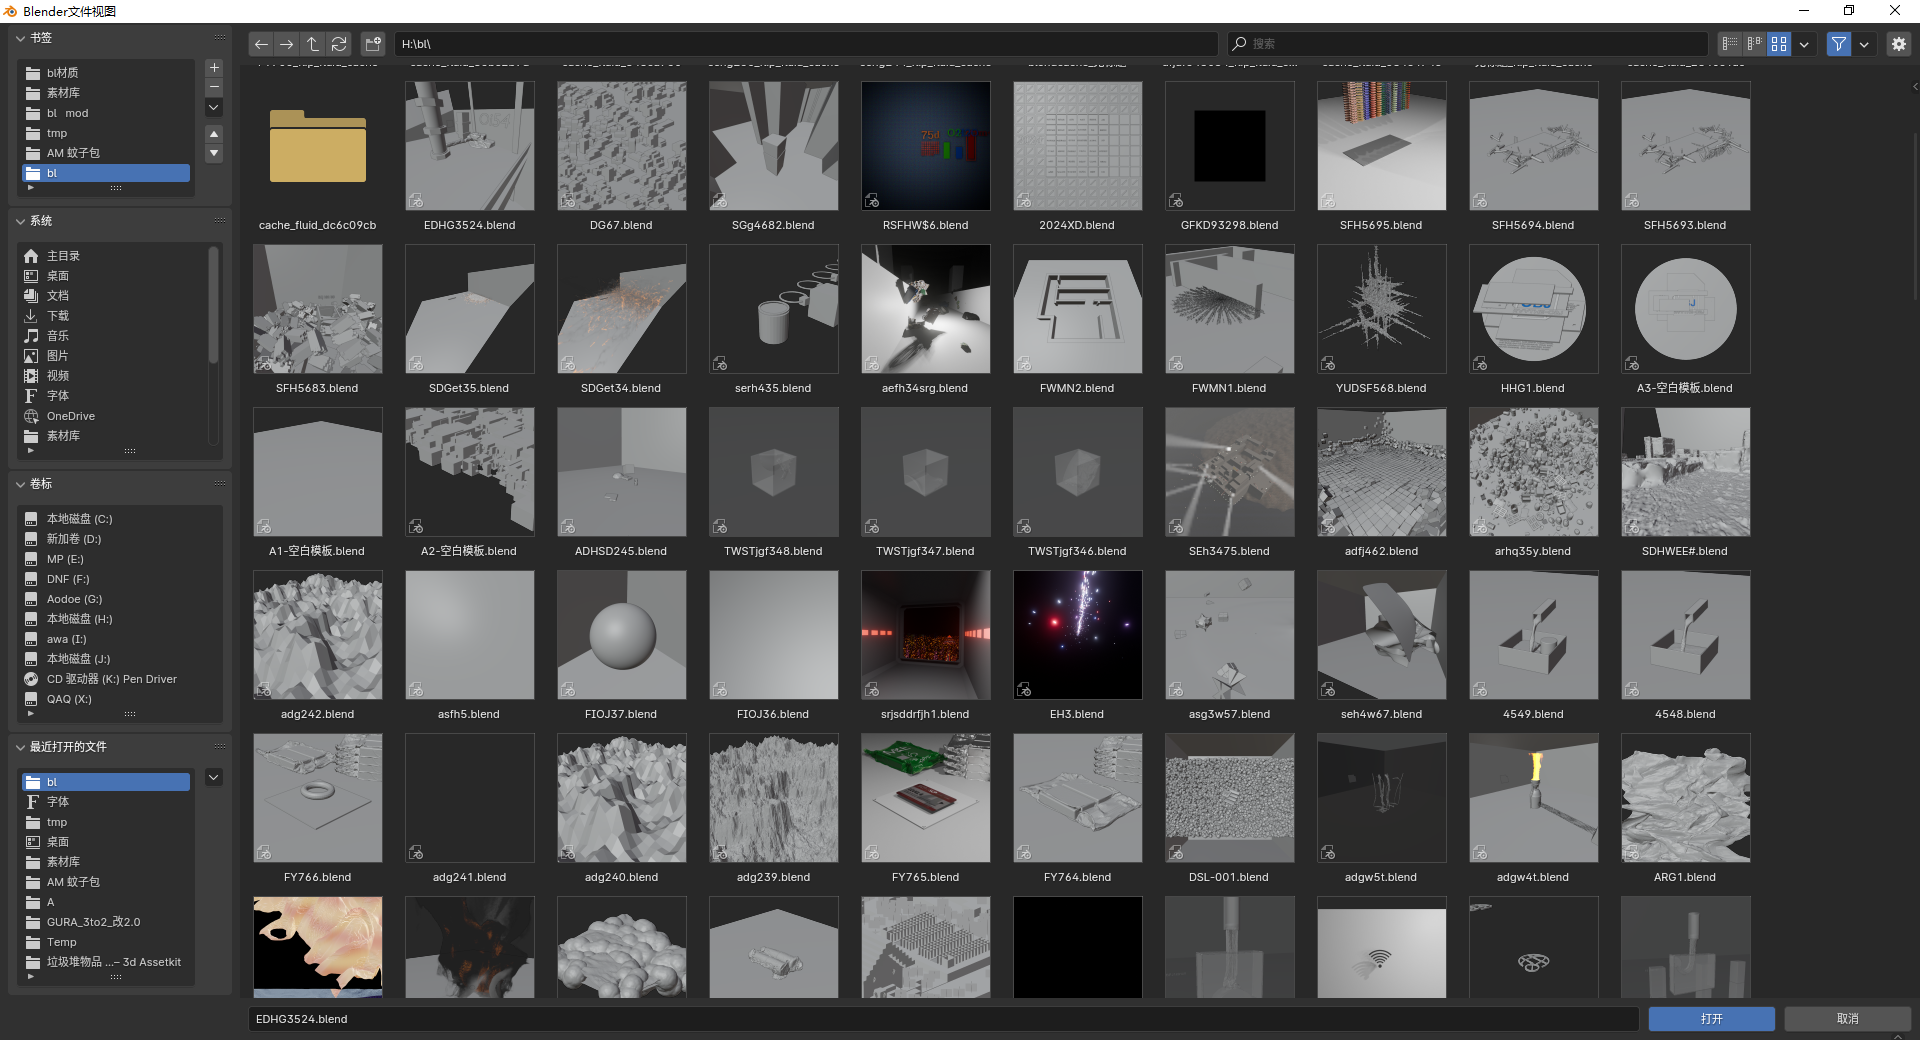 Blender文件视图
书签
bl材质
素材库
bl mod
tmp
AM 蚊子包
bl
系统
主目录
桌面
文档
下载
音乐
图片
视频
字体
OneDrive
素材库
卷标
本地磁盘 (C:)
新加卷 (D:)
MP (E:)
DNF (F:)
Aodoe (G:)
本地磁盘 (H:)
awa (I:)
本地磁盘 (J:)
CD 驱动器 (K:) Pen Driver
QAQ (X:)
最近打开的文件
bl
字体
tmp
桌面
素材库
AM 蚊子包
A
GURA_3to2_改2.0
Temp
垃圾堆物品 ...– 3d Assetkit
H:\bl\
搜索
cache_fluid_dc6c09cb
EDHG3524.blend
DG67.blend
SGg4682.blend
RSFHW$6.blend
2024XD.blend
GFKD93298.blend
SFH5695.blend
SFH5694.blend
SFH5693.blend
SFH5683.blend
SDGet35.blend
SDGet34.blend
serh435.blend
aefh34srg.blend
FWMN2.blend
FWMN1.blend
YUDSF568.blend
HHG1.blend
A3-空白模板.blend
A1-空白模板.blend
A2-空白模板.blend
ADHSD245.blend
TWSTjgf348.blend
TWSTjgf347.blend
TWSTjgf346.blend
SEh3475.blend
adfj462.blend
arhq35y.blend
SDHWEE#.blend
adg242.blend
asfh5.blend
FIOJ37.blend
FIOJ36.blend
srjsddrfjh1.blend
EH3.blend
asg3w57.blend
seh4w67.blend
4549.blend
4548.blend
FY766.blend
adg241.blend
adg240.blend
adg239.blend
FY765.blend
FY764.blend
DSL-001.blend
adgw5t.blend
adgw4t.blend
ARG1.blend
EDHG3524.blend
打开
取消